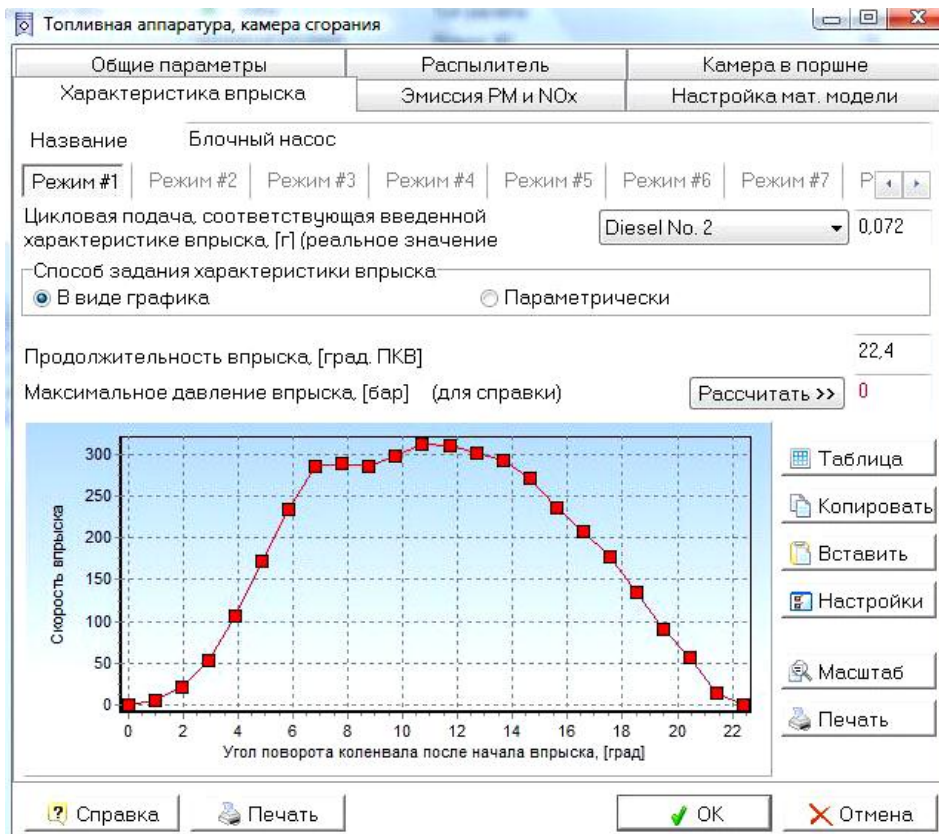 Топливная аппаратура, камера сгорания
Общие параметры
Распылитель
Камера в поршне
Характеристика впрыска
Эмиссия PM и NOx
Настройка мат. модели
Название
Блочный насос
Режим #1
Режим #2
Режим #3
Режим #4
Режим #5
Режим #6
Режим #7
Р
Цикловая подача, соответствующая введенной
характеристике впрыска, [г] (реальное значение
Diesel No. 2
0,072
Способ задания характеристики впрыска
В виде графика
Параметрически
Продолжительность впрыска, [град. ПКВ]
22,4
Максимальное давление впрыска, [бар] (для справки)
Рассчитать >>
0
Скорость впрыска
300
250
200
150
100
50
0
0 2 4 6 8 10 12 14 16 18 20 22
Угол поворота коленвала после начала впрыска, [град]
Таблица
Копировать
Вставить
Настройки
Масштаб
Печать
Справка
Печать
OK
Отмена